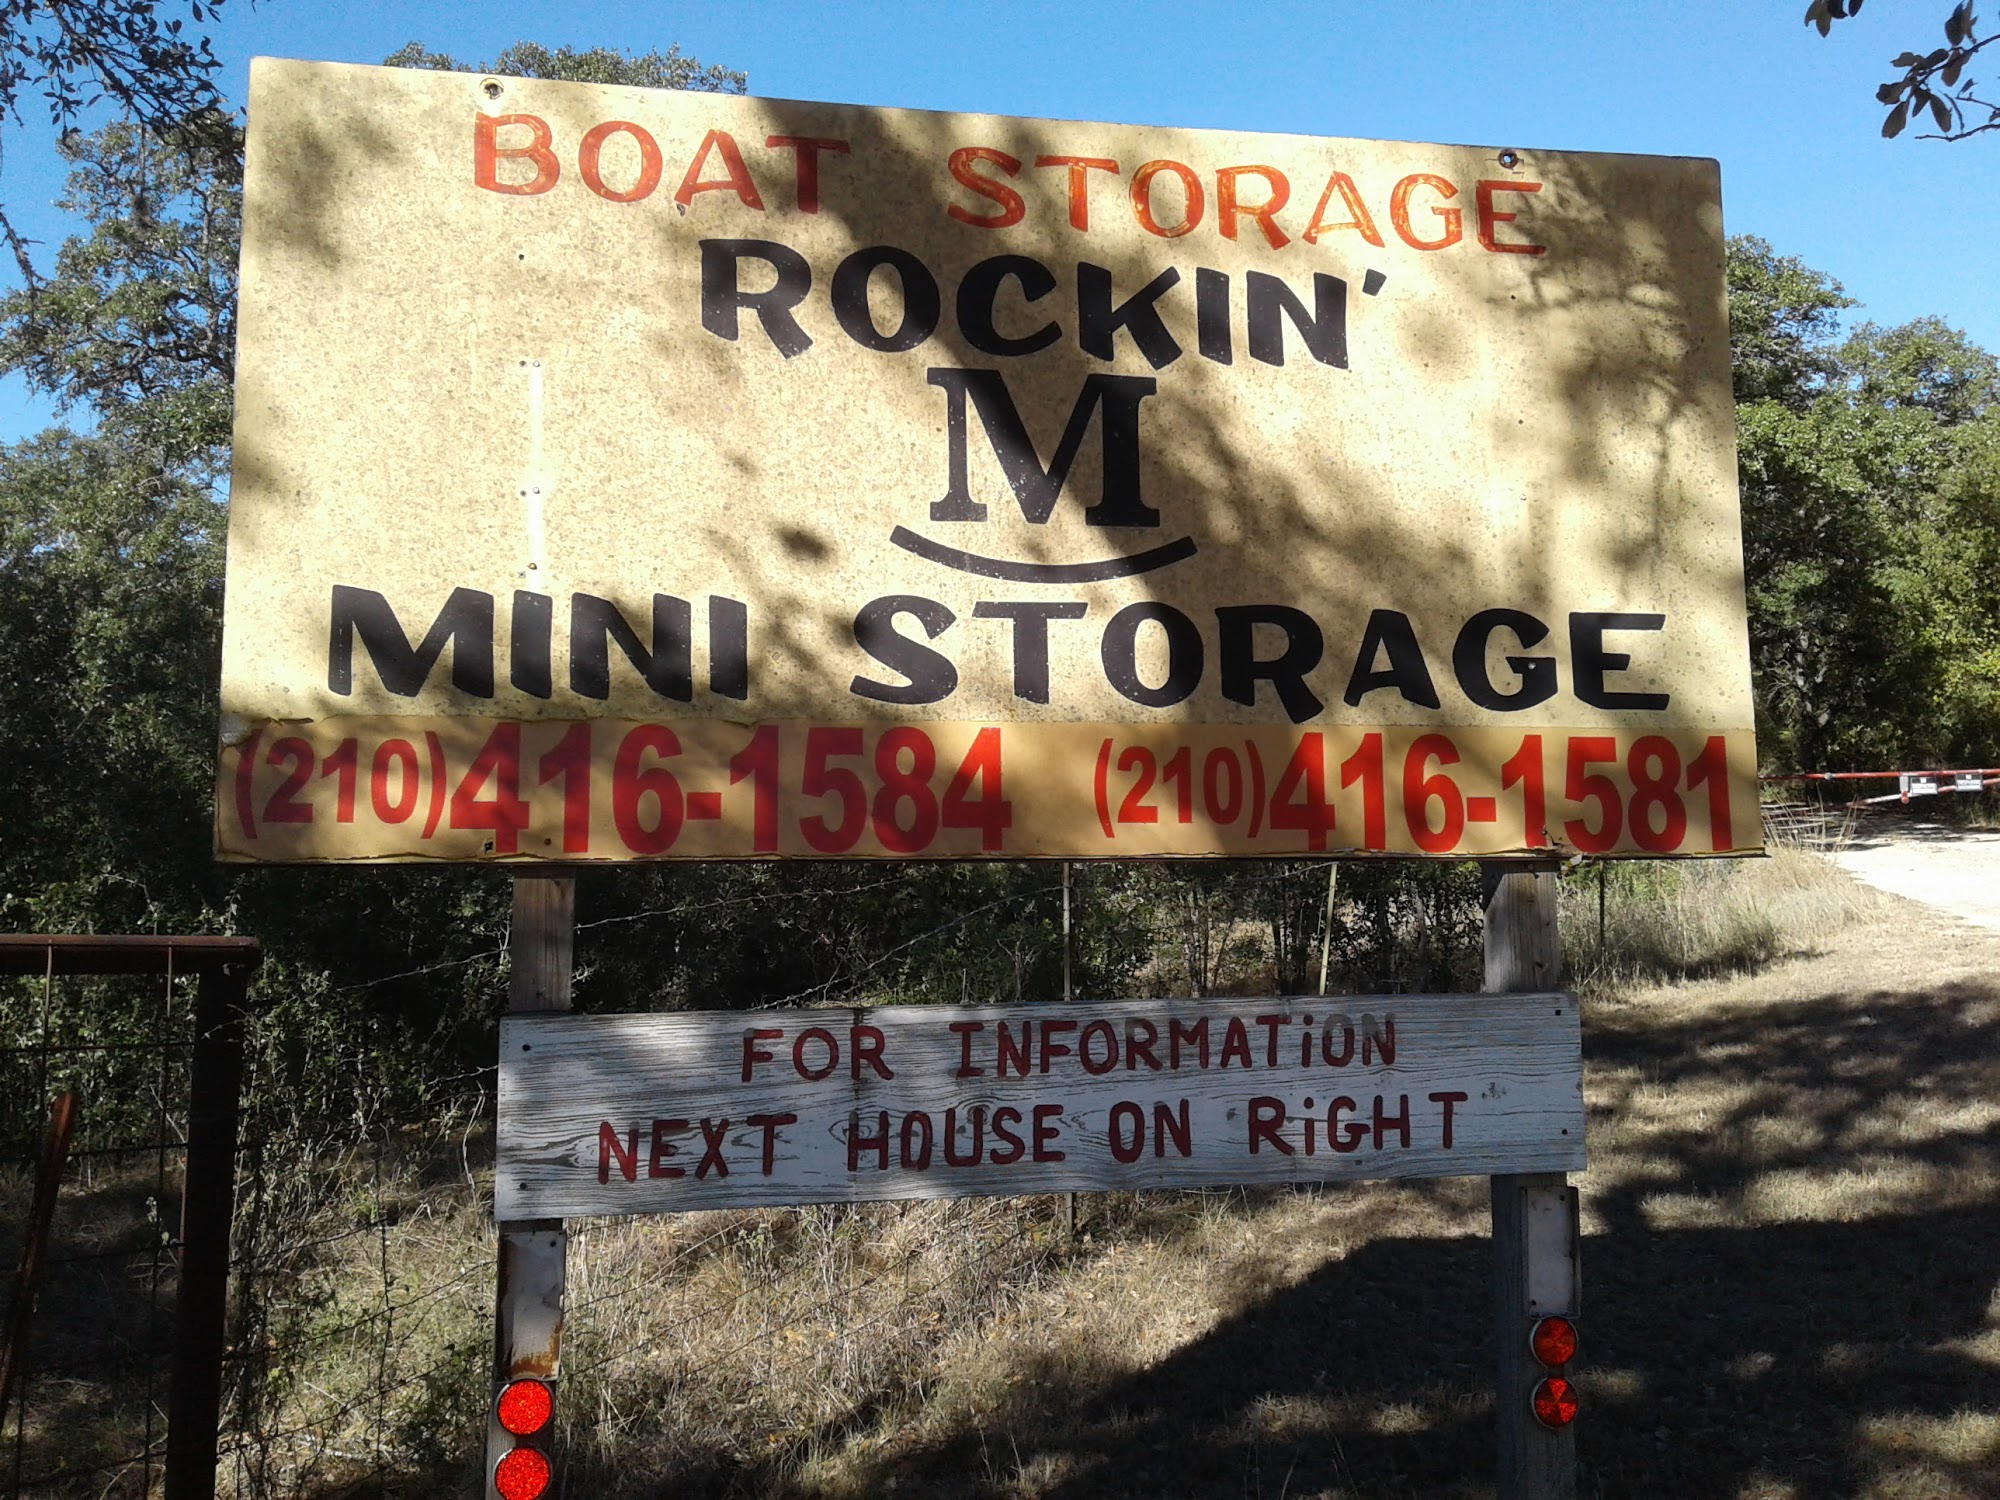 BOAT STORAGE
ROCKIN'
M
MINI STORAGE
(210)416-1584 (210)416-1581
FOR INFORMATiON
NEXT HOUSE ON RiGHT